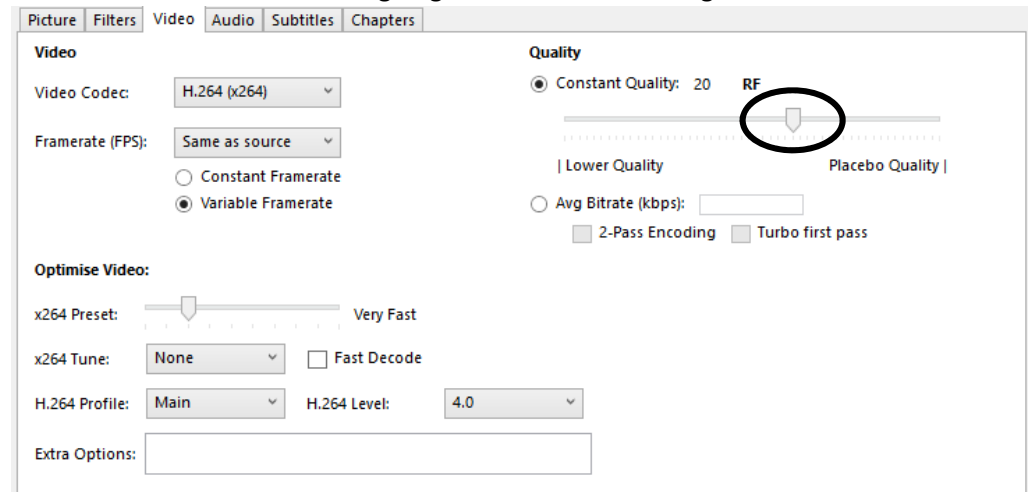 Picture Filters Video Audio Subtitles Chapters
Video
Quality
Video Codec: H.264 (x264)
Constant Quality: 20 RF
Framerate (FPS): Same as source
| Lower Quality Placebo Quality |
Constant Framerate
Variable Framerate
Avg Bitrate (kbps):
2-Pass Encoding Turbo first pass
Optimise Video:
x264 Preset: Very Fast
x264 Tune: None Fast Decode
H.264 Profile: Main H.264 Level: 4.0
Extra Options: